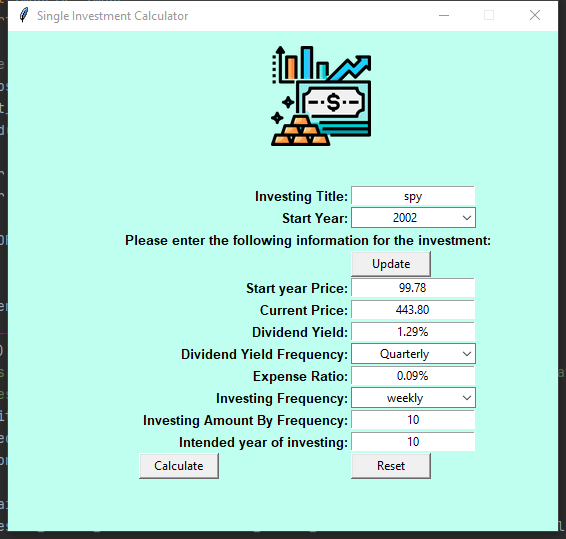 Single Investment Calculator
$
Investing Title: spy
Start Year: 2002
Please enter the following information for the investment:
Update
Start year Price: 99.78
Current Price: 443.80
Dividend Yield: 1.29%
Dividend Yield Frequency: Quarterly
Expense Ratio: 0.09%
Investing Frequency: weekly
Investing Amount By Frequency: 10
Intended year of investing: 10
Calculate Reset